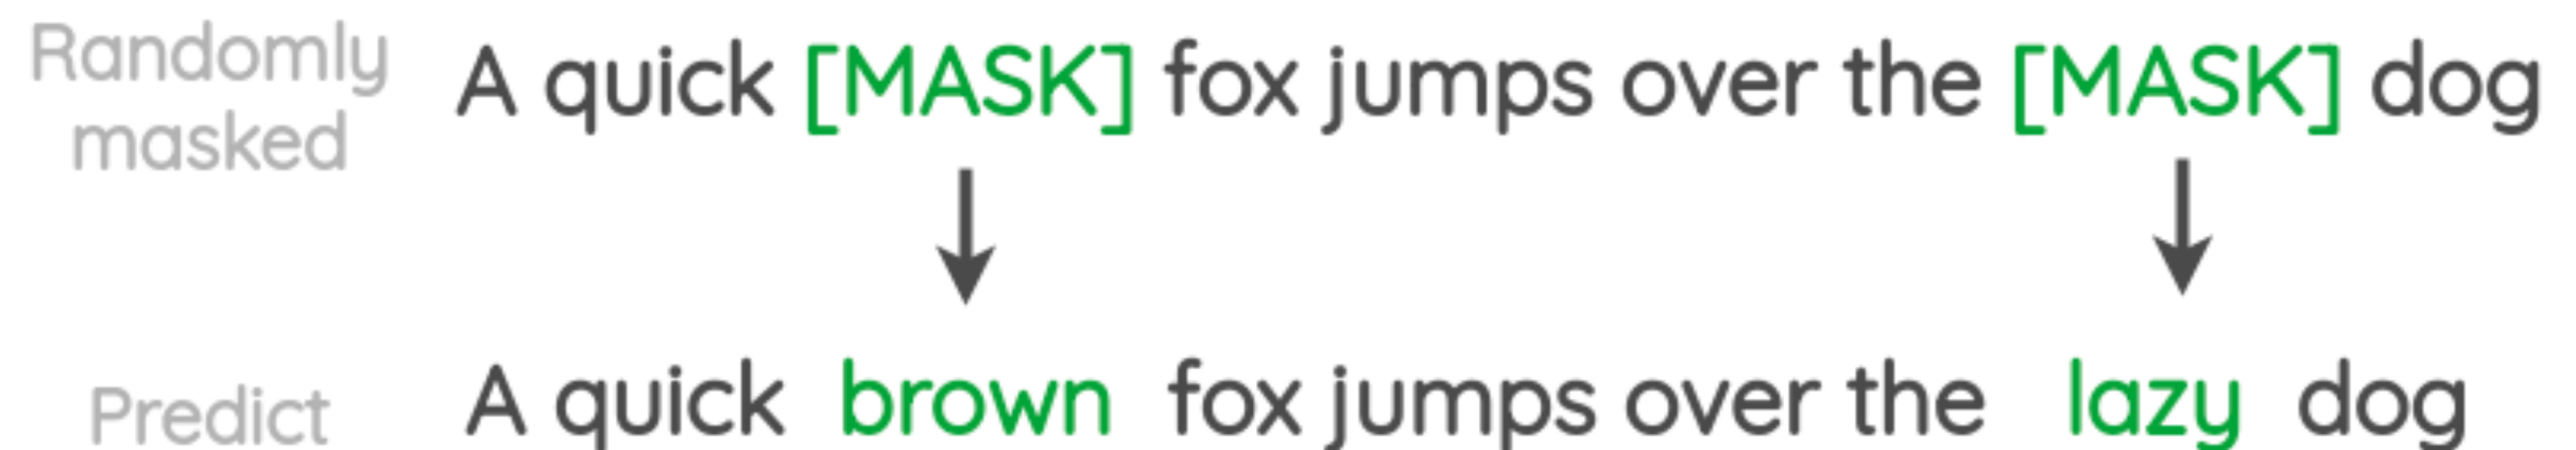 Randomly
masked
A quick [MASK] fox jumps over the [MASK] dog
Predict
A quick brown fox jumps over the lazy dog